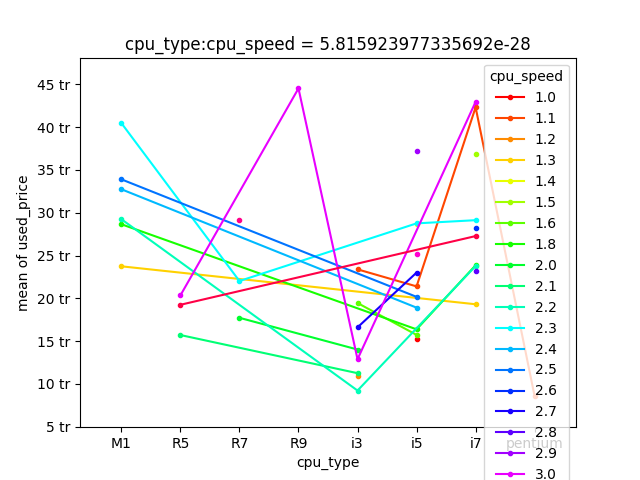 cpu_type:cpu_speed = 5.815923977335692e-28
45 tr
40 tr
35 tr
30 tr
25 tr
20 tr
15 tr
10 tr
5 tr
mean of used_price
M1 R5 R7 R9 i3 i5 i7 pentium
cpu_type
cpu_speed
1.0
1.1
1.2
1.3
1.4
1.5
1.6
1.8
2.0
2.1
2.2
2.3
2.4
2.5
2.6
2.7
2.8
2.9
3.0